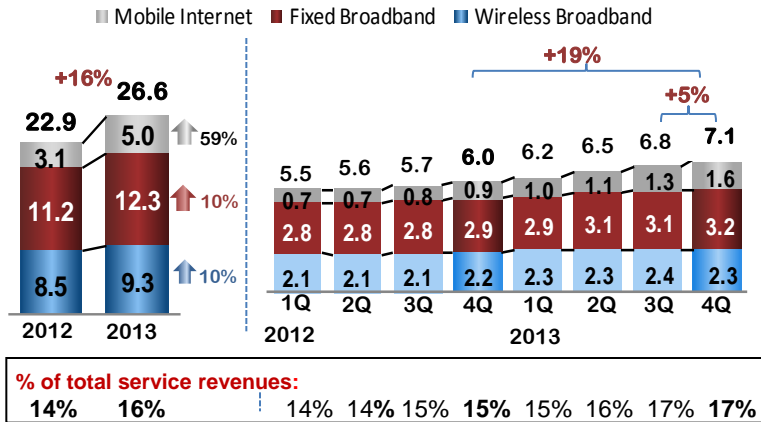 Mobile Internet Fixed Broadband Wireless Broadband
+16%
22.9 26.6
3.1 5.0 59%
11.2 12.3 10%
8.5 9.3 10%
2012 2013
+19%
+5%
5.5 5.6 5.7 6.0 6.2 6.5 6.8 7.1
0.7 0.7 0.8 0.9 1.0 1.1 1.3 1.6
2.8 2.8 2.8 2.9 2.9 3.1 3.1 3.2
2.1 2.1 2.1 2.2 2.3 2.3 2.4 2.3
1Q 2Q 3Q 4Q 1Q 2Q 3Q 4Q
2012 2013
% of total service revenues:
14% 16% 14% 14% 15% 15% 15% 16% 17% 17%